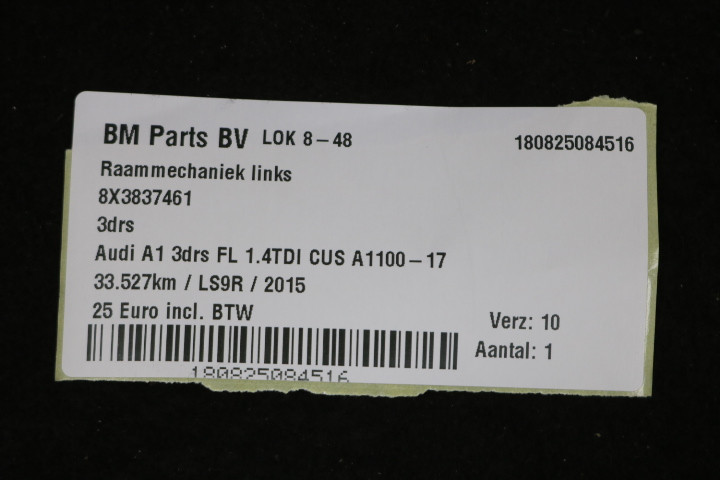 BM Parts BV LOK 8-48 180825084516
Raammechaniek links
8X3837461
3drs
Audi A1 3drs FL 1.4TDI CUS A1100-17
33.527km / LS9R / 2015
25 Euro incl. BTW
Verz: 10
Aantal: 1
180825084516